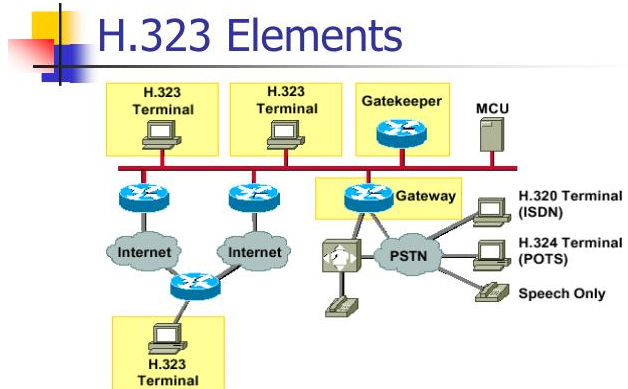 H.323 Elements
H.323
Terminal
H.323
Terminal
Gatekeeper
MCU
Gateway
H.320 Terminal
(ISDN)
Internet
Internet
PSTN
H.324 Terminal
(POTS)
Speech Only
H.323
Terminal